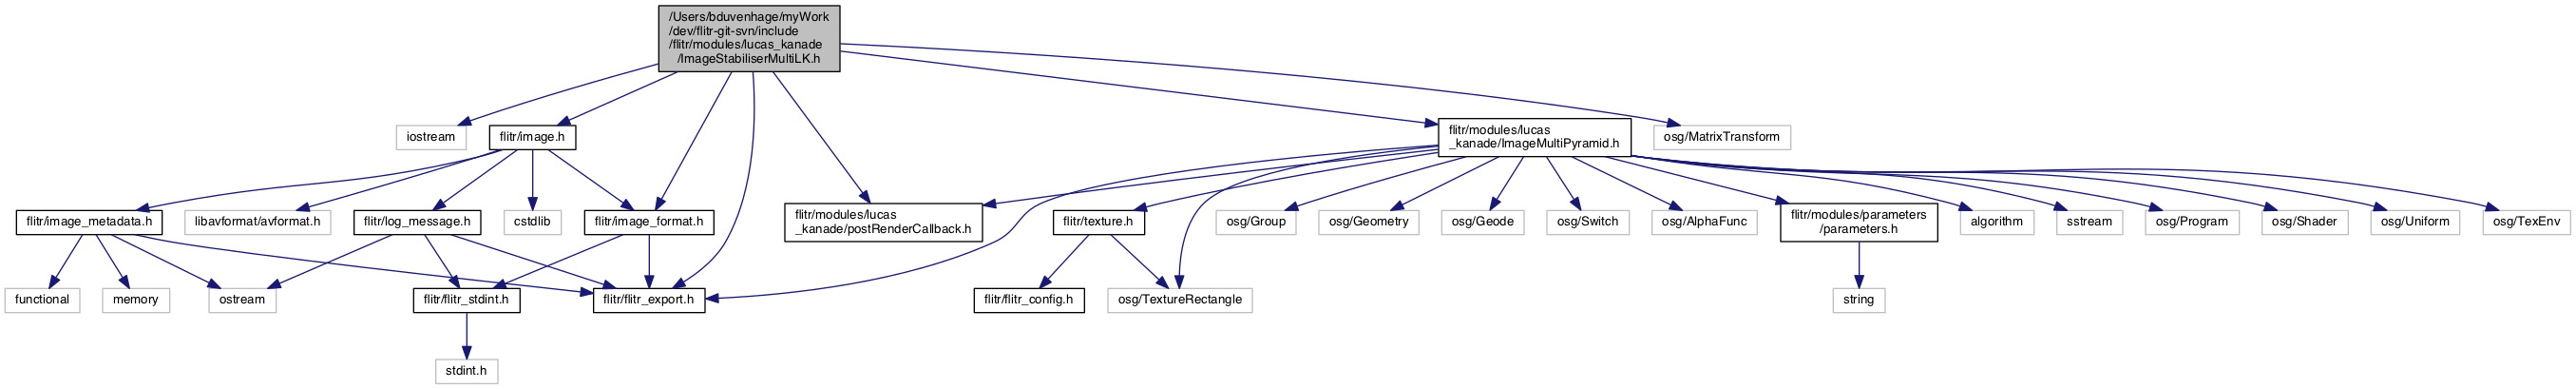 /Users/bduvenhage/myWork
/dev/flitr-git-svn/include
/flitr/modules/lucas_kanade
/ImageStabiliserMultiLK.h
iostream
flitr/image.h
flitr/modules/lucas
_kanade/ImageMultiPyramid.h
osg/MatrixTransform
flitr/image_metadata.h
libavformat/avformat.h
flitr/log_message.h
cstdlib
flitr/image_format.h
flitr/modules/lucas
_kanade/postRenderCallback.h
flitr/texture.h
osg/Group
osg/Geometry
osg/Geode
osg/Switch
osg/AlphaFunc
flitr/modules/parameters
/parameters.h
algorithm
sstream
osg/Program
osg/Shader
osg/Uniform
osg/TexEnv
functional
memory
ostream
flitr/flitr_stdint.h
flitr/flitr_export.h
flitr/flitr_config.h
osg/TextureRectangle
string
stdint.h